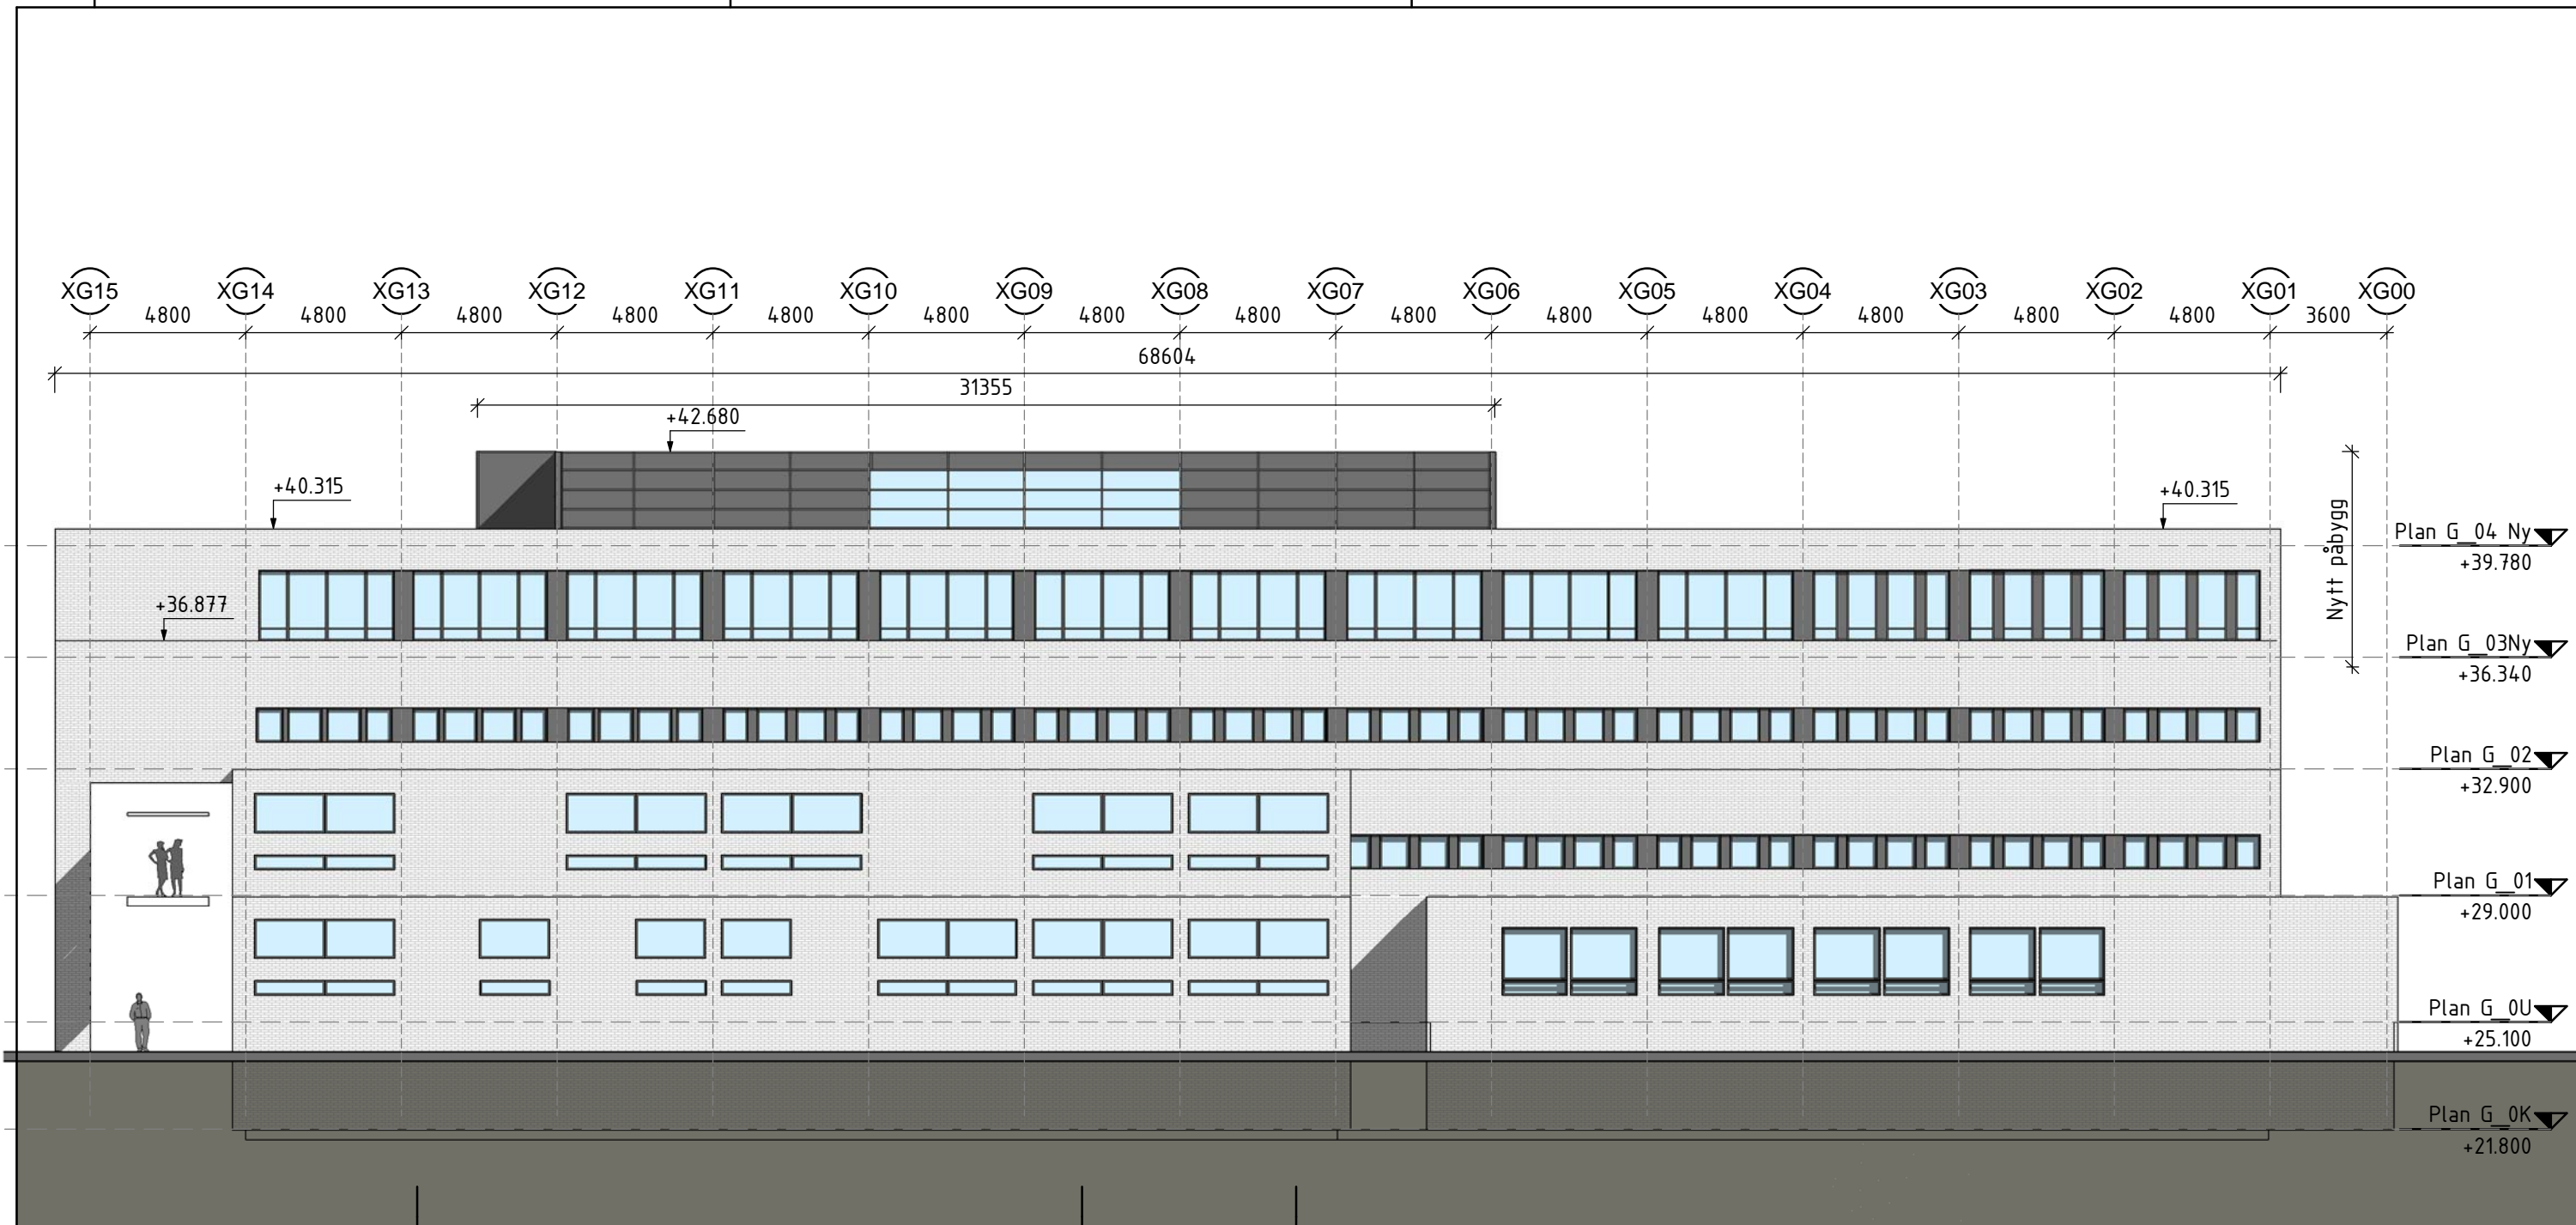 XG15 XG14 XG13 XG12 XG11 XG10 XG09 XG08 XG07 XG06 XG05 XG04 XG03 XG02 XG01 XG00
4800 4800 4800 4800 4800 4800 4800 4800 4800 4800 4800 4800 4800 4800 3600
68604
31355
+42.680
+40.315
+40.315
Nytt påbygg
Plan G_04 Ny
+39.780
+36.877
Plan G_03Ny
+36.340
Plan G_02
+32.900
Plan G_01
+29.000
Plan G_0U
+25.100
Plan G_0K
+21.800